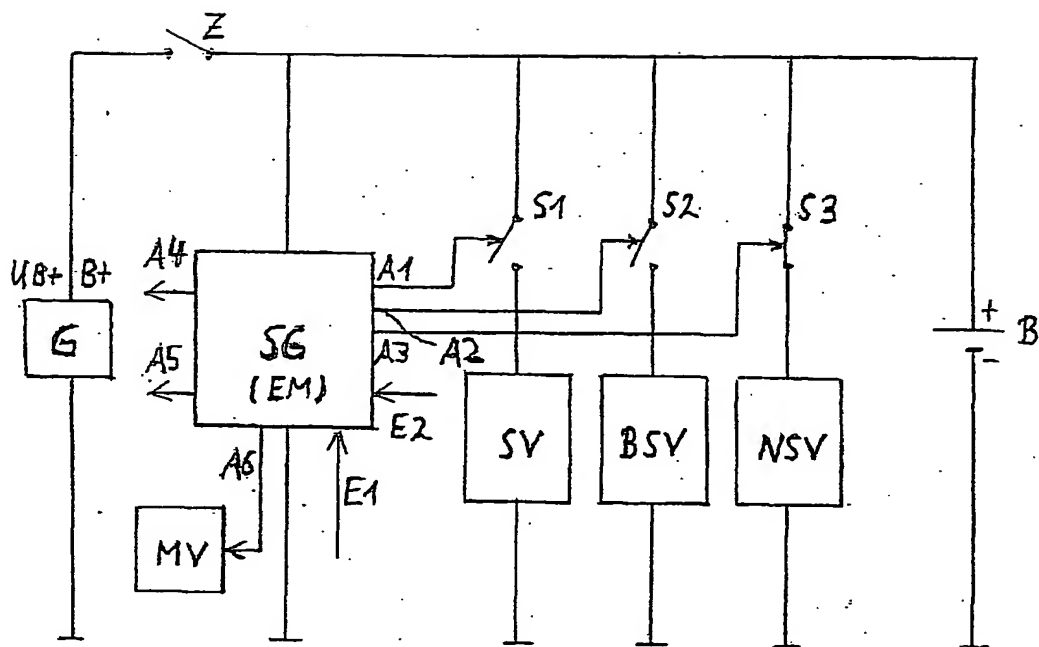 Z
S1
S2
S3
A4
UB+
B+
A1
G
SG
(EM)
A5
A3
A2
E2
+
-
B
SV
BSV
NSV
A6
E1
MV